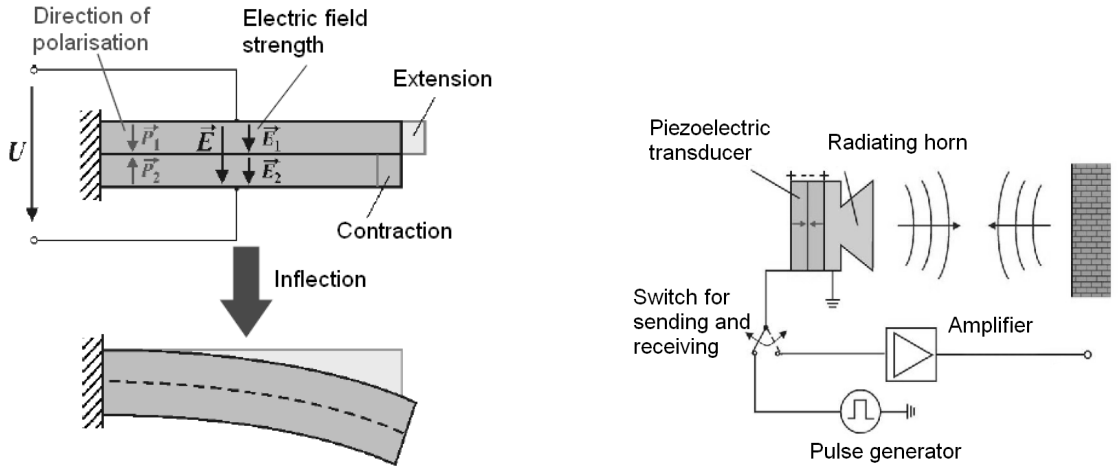 Direction of
polarisation
Electric field
strength
Extension
U
P₁
E
E₁
P₂
E₂
Contraction
Inflection
Piezoelectric
transducer
Radiating horn
+ +
Switch for
sending and
receiving
Amplifier
Pulse generator